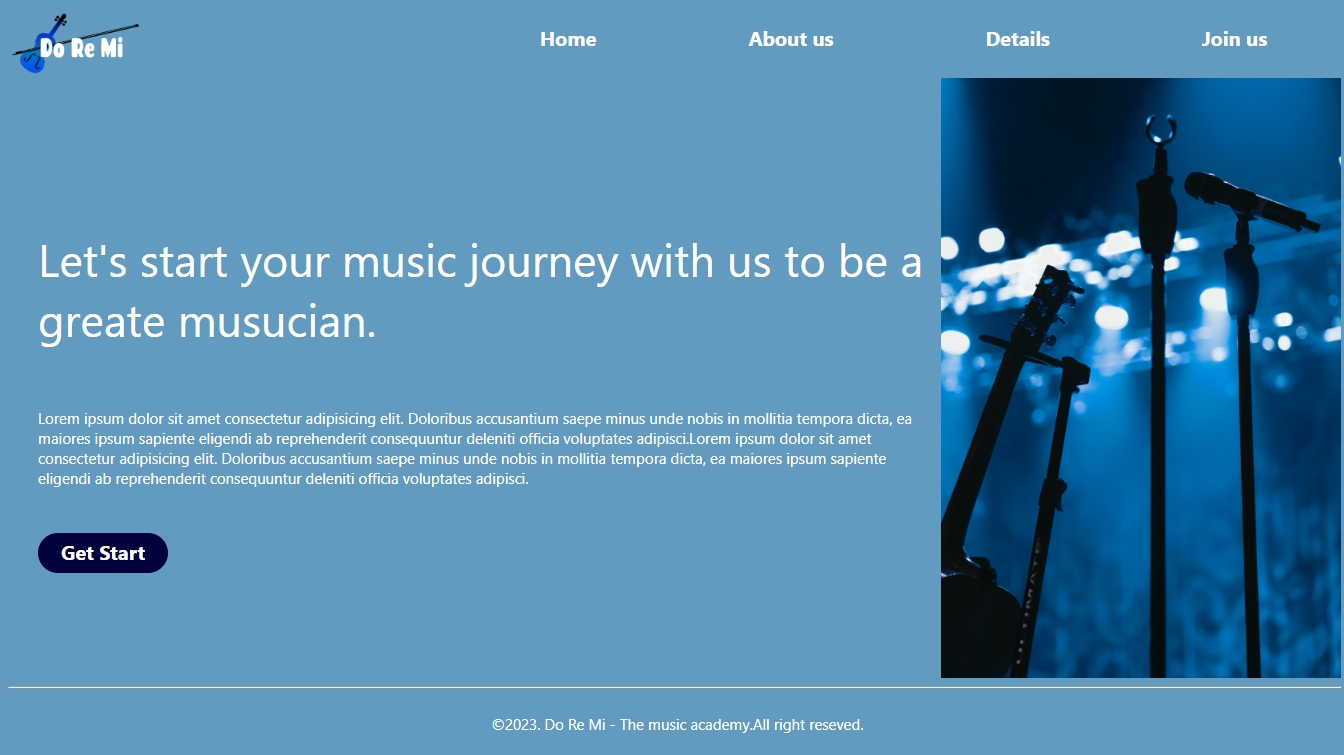 Do Re Mi
Home
About us
Details
Join us
Let's start your music journey with us to be a
greate musucian.
Lorem ipsum dolor sit amet consectetur adipisicing elit. Doloribus accusantium saepe minus unde nobis in mollitia tempora dicta, ea
maiores ipsum sapiente eligendi ab reprehenderit consequuntur deleniti officia voluptates adipisci.Lorem ipsum dolor sit amet
consectetur adipisicing elit. Doloribus accusantium saepe minus unde nobis in mollitia tempora dicta, ea maiores ipsum sapiente
eligendi ab reprehenderit consequuntur deleniti officia voluptates adipisci.
Get Start
ULTIMATE
©2023. Do Re Mi - The music academy.All right reseved.